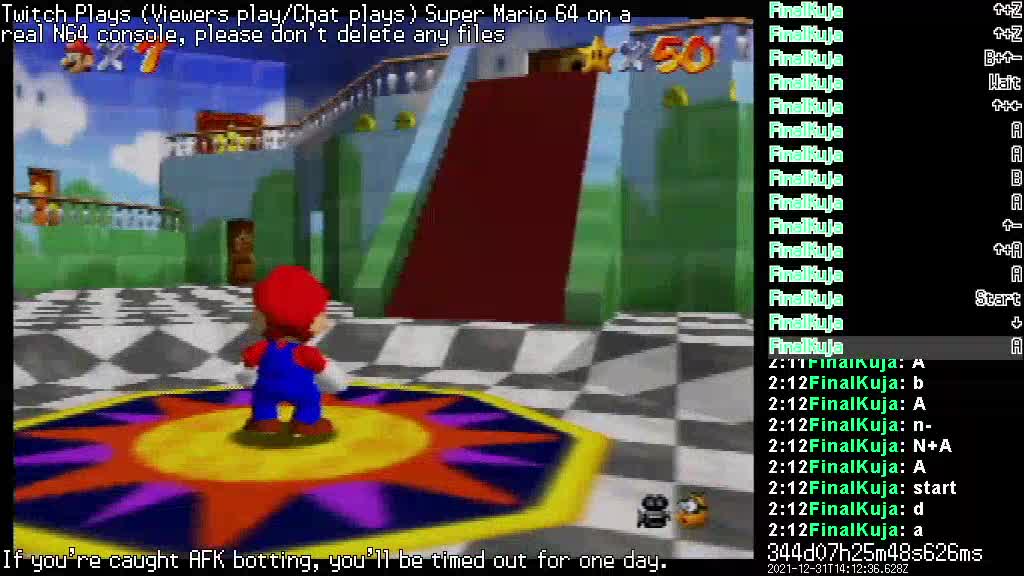 Twitch Plays (Viewers play/Chat plays) Super Mario 64 on a
real N64 console, please don't delete any files
× 7
× 50
FinalKuja ↑+Z
FinalKuja ↑+Z
FinalKuja B+↑-
FinalKuja Wait
FinalKuja ↑++
FinalKuja A
FinalKuja A
FinalKuja B
FinalKuja A
FinalKuja ↑-
FinalKuja ↑+A
FinalKuja A
FinalKuja Start
FinalKuja ↓
FinalKuja A
2:11FinalKuja: A
2:12FinalKuja: b
2:12FinalKuja: A
2:12FinalKuja: n-
2:12FinalKuja: N+A
2:12FinalKuja: A
2:12FinalKuja: start
2:12FinalKuja: d
2:12FinalKuja: a
344d07h25m48s626ms
2021-12-31T14:12:36.628Z
If you're caught AFK botting, you'll be timed out for one day.